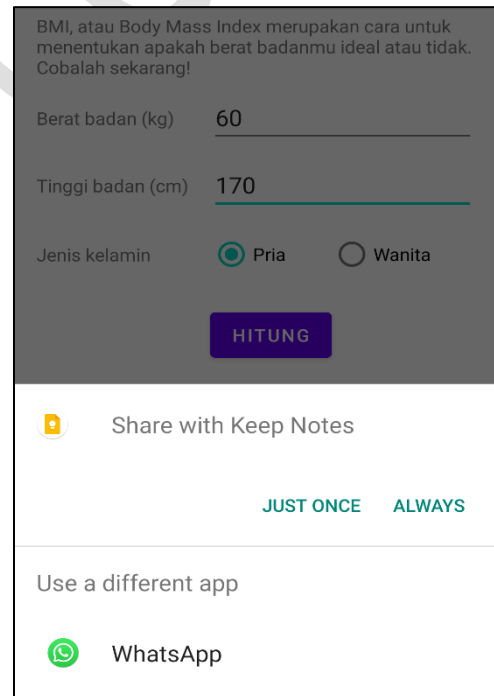 BMI, atau Body Mass Index merupakan cara untuk
menentukan apakah berat badanmu ideal atau tidak.
Cobalah sekarang!
Berat badan (kg) 60
Tinggi badan (cm) 170
Jenis kelamin Pria Wanita
HITUNG
Share with Keep Notes
JUST ONCE ALWAYS
Use a different app
WhatsApp